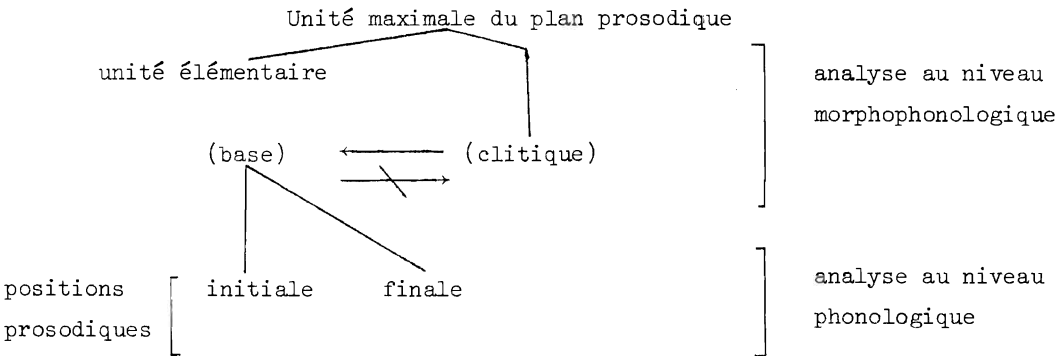 Unité maximale du plan prosodique
unité élémentaire
analyse au niveau
morphophonologique
(base) (clitique)
positions
prosodiques
initiale finale
analyse au niveau
phonologique